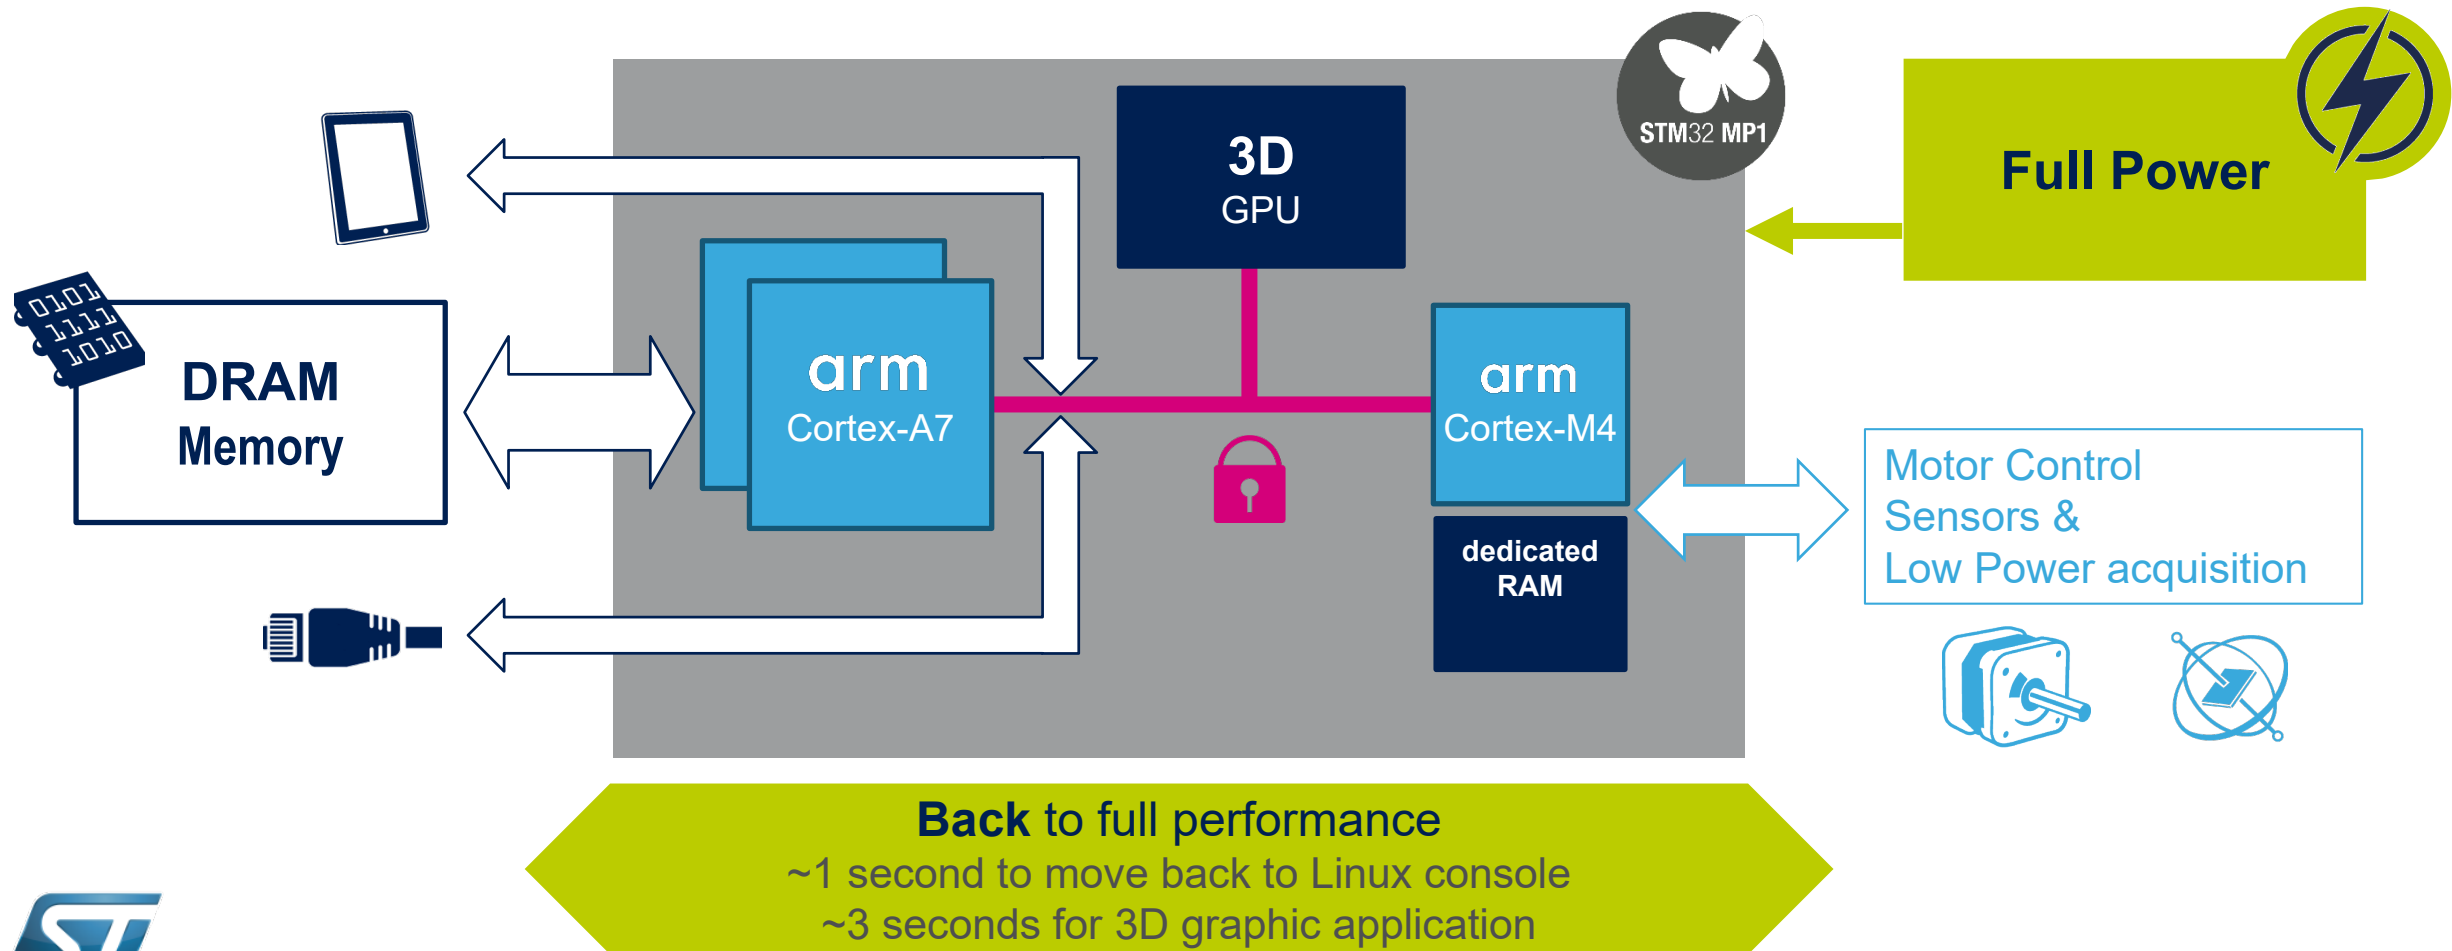 3D
GPU
STM32 MP1
Full Power
0101
1111
1010
DRAM
Memory
arm
Cortex-A7
arm
Cortex-M4
dedicated
RAM
Motor Control
Sensors &
Low Power acquisition
Back to full performance
~1 second to move back to Linux console
~3 seconds for 3D graphic application
ST